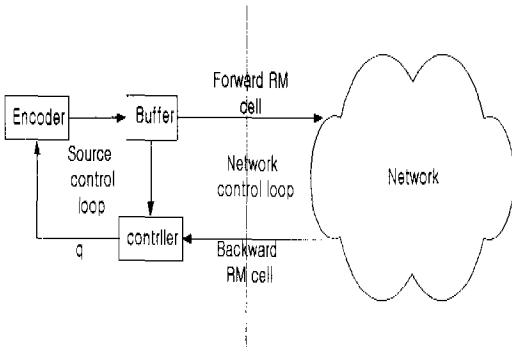 Forward RM
cell
Encoder
Buffer
Source
control
loop
Network
control loop
Network
contrller
q
Backward
RM cell